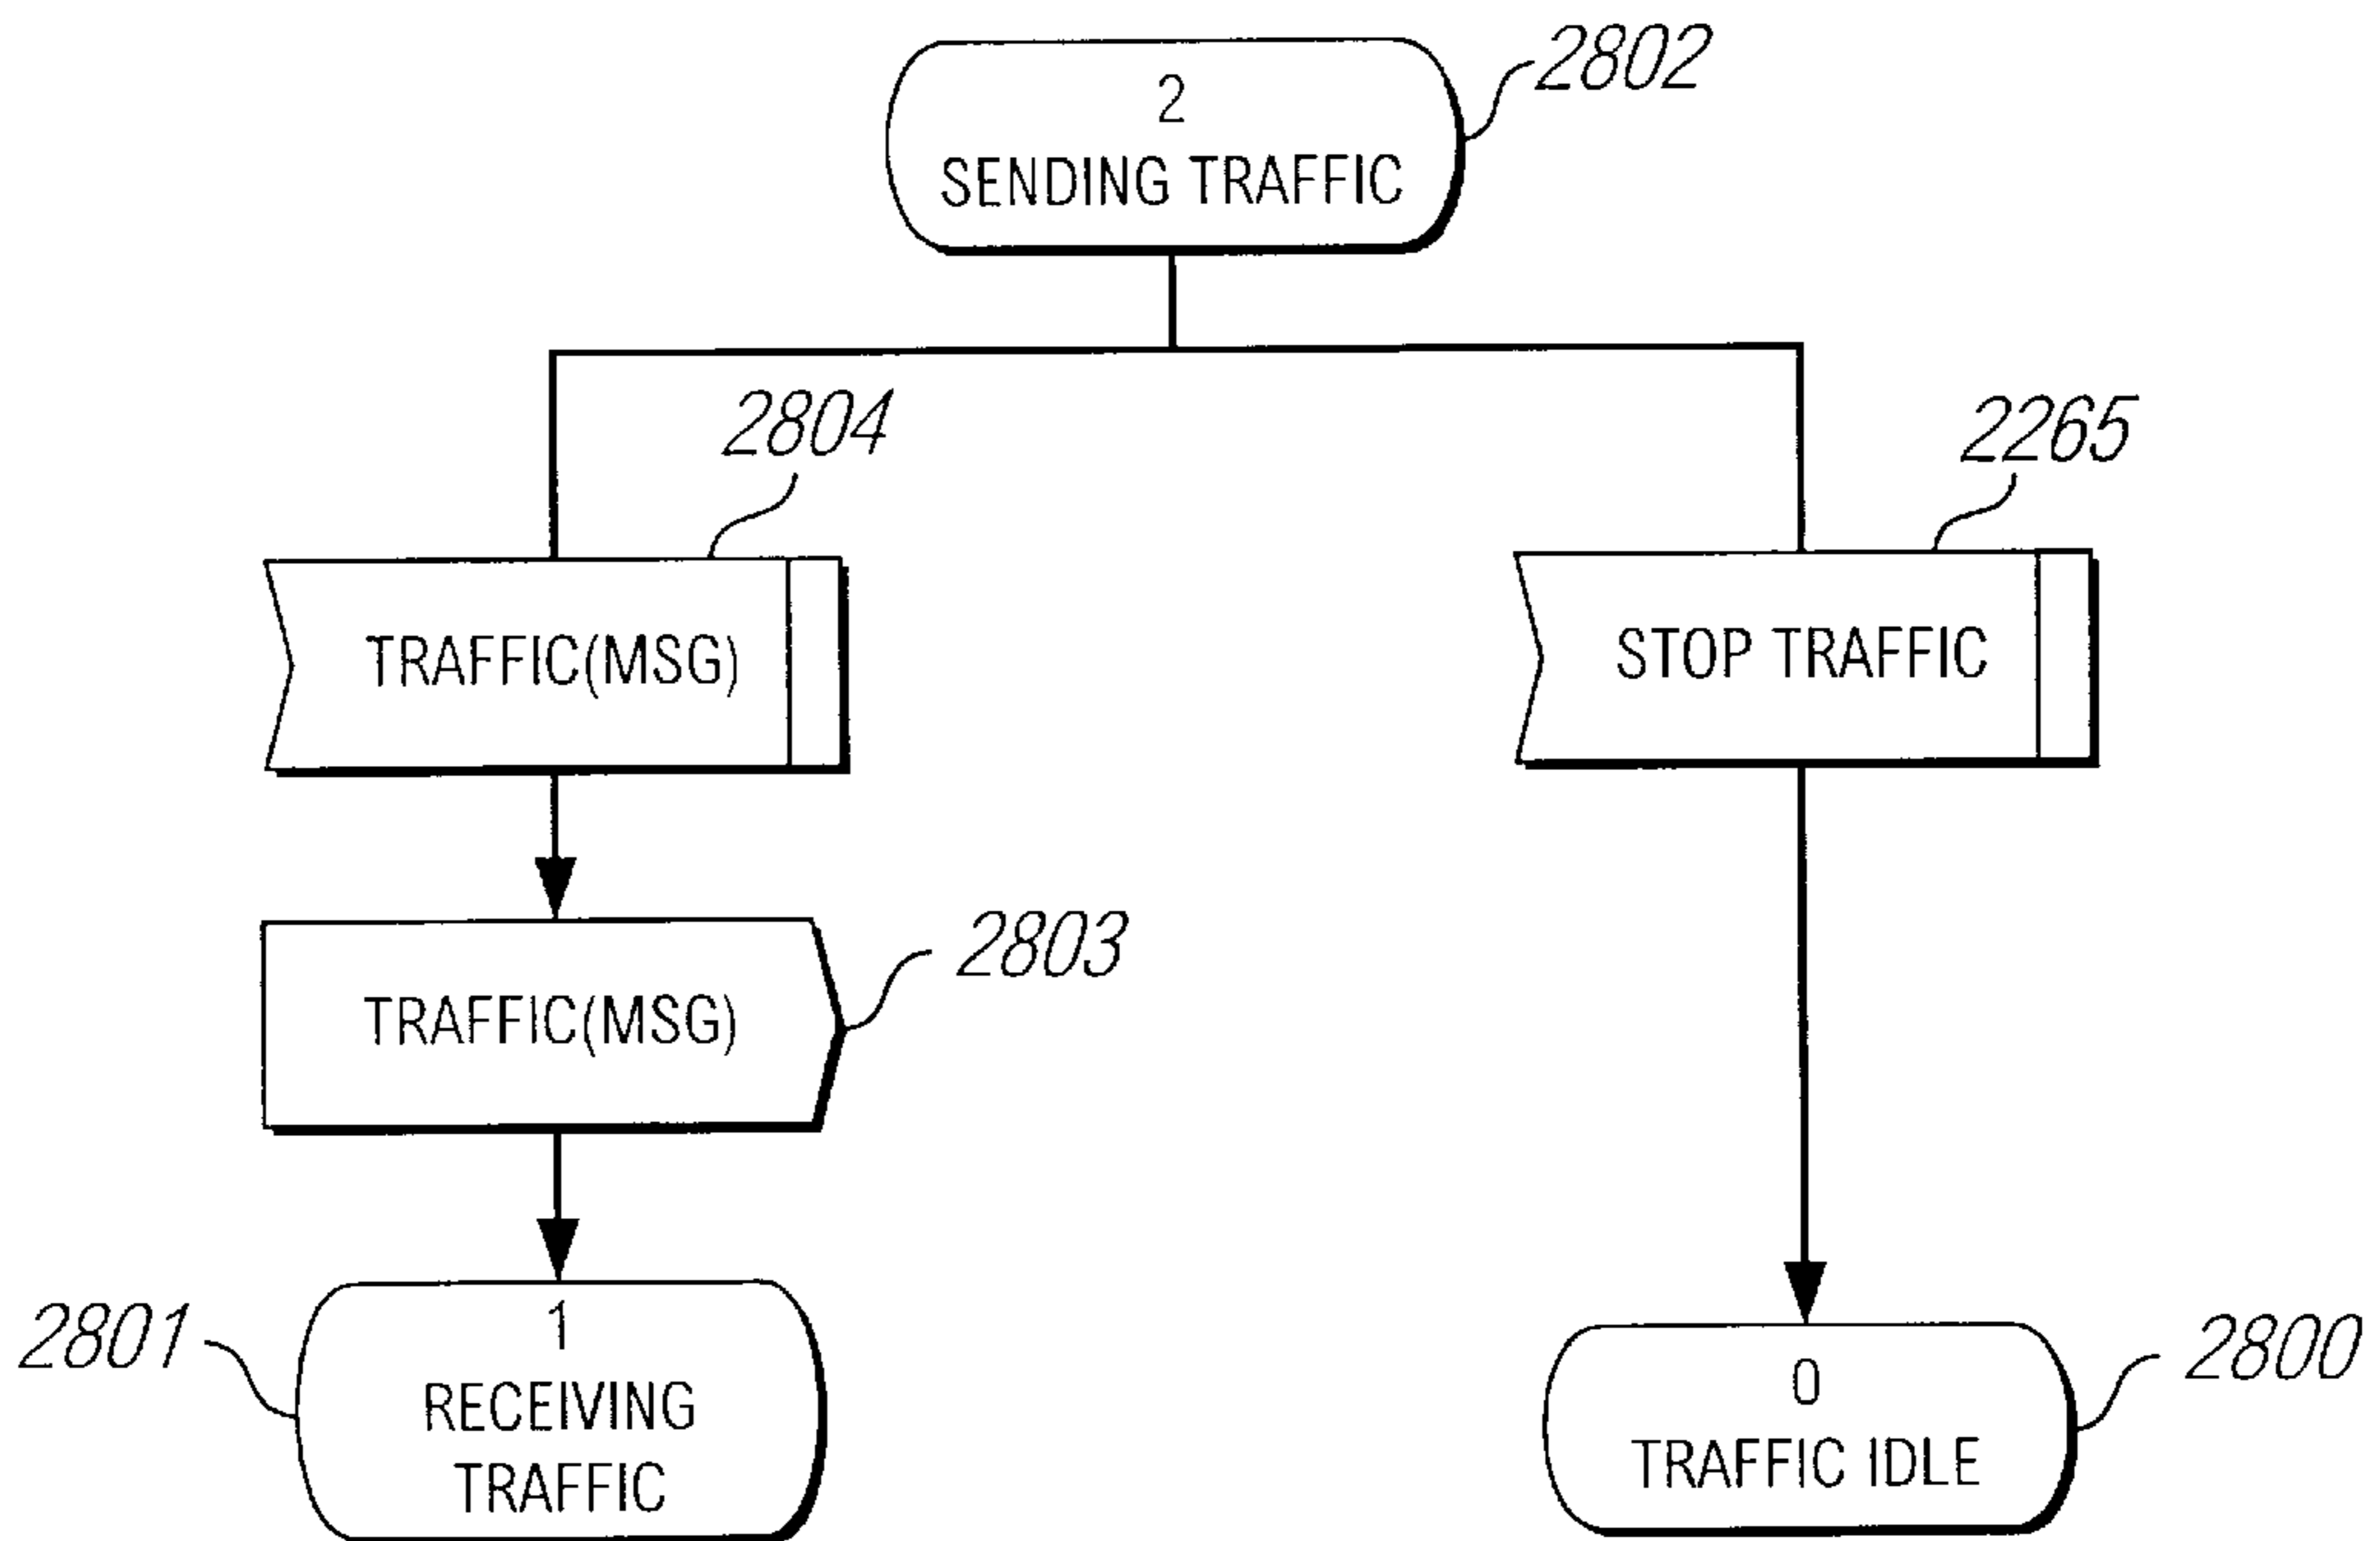 2802
2
SENDING TRAFFIC
2804
2265
TRAFFIC(MSG)
STOP TRAFFIC
2803
TRAFFIC(MSG)
2801
1
RECEIVING
TRAFFIC
2800
0
TRAFFIC IDLE